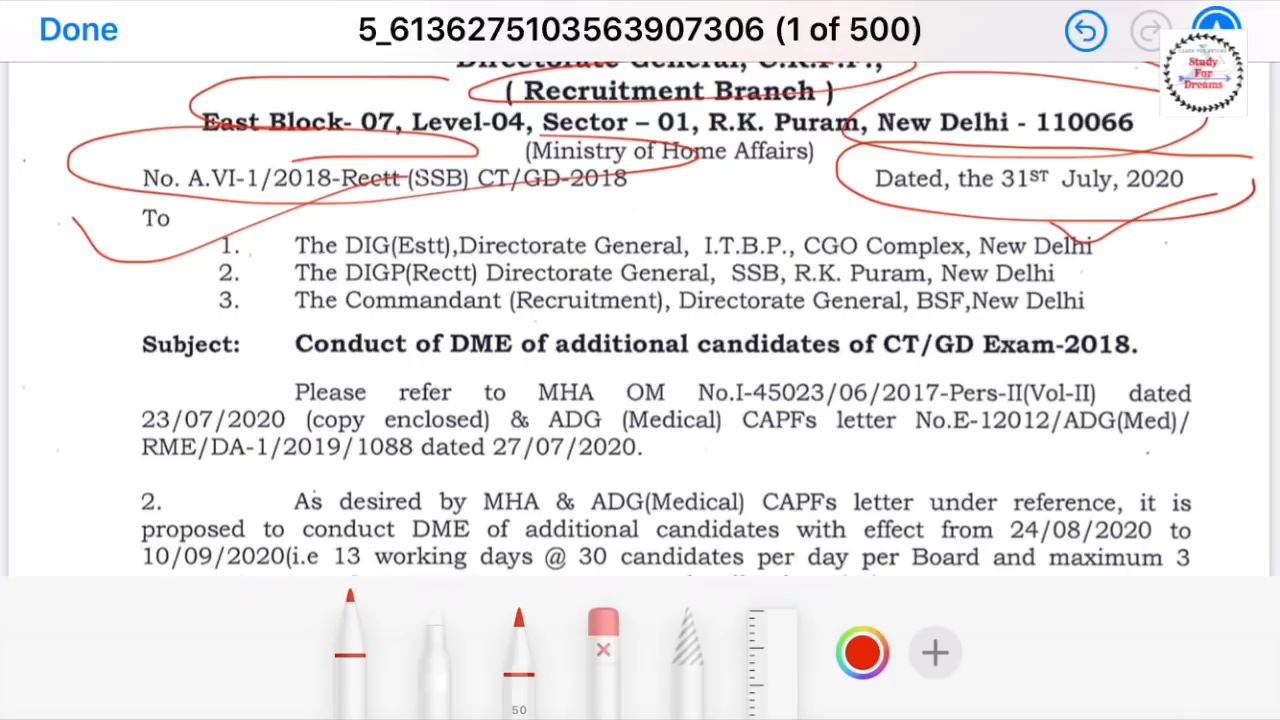 Done
5_6136275103563907306 (1 of 500)
Directorate General, C.R.P.F.,
( Recruitment Branch )
East Block- 07, Level-04, Sector – 01, R.K. Puram, New Delhi - 110066
(Ministry of Home Affairs)
No. A.VI-1/2018-Rectt (SSB) CT/GD-2018 Dated, the 31ST July, 2020
To
1. The DIG(Estt),Directorate General, I.T.B.P., CGO Complex, New Delhi
2. The DIGP(Rectt) Directorate General, SSB, R.K. Puram, New Delhi
3. The Commandant (Recruitment), Directorate General, BSF,New Delhi
Subject: Conduct of DME of additional candidates of CT/GD Exam-2018.
Please refer to MHA OM No.I-45023/06/2017-Pers-II(Vol-II) dated
23/07/2020 (copy enclosed) & ADG (Medical) CAPFs letter No.E-12012/ADG(Med)/
RME/DA-1/2019/1088 dated 27/07/2020.
2. As desired by MHA & ADG(Medical) CAPFs letter under reference, it is
proposed to conduct DME of additional candidates with effect from 24/08/2020 to
10/09/2020(i.e 13 working days @ 30 candidates per day per Board and maximum 3
Study
For
Dreams
50